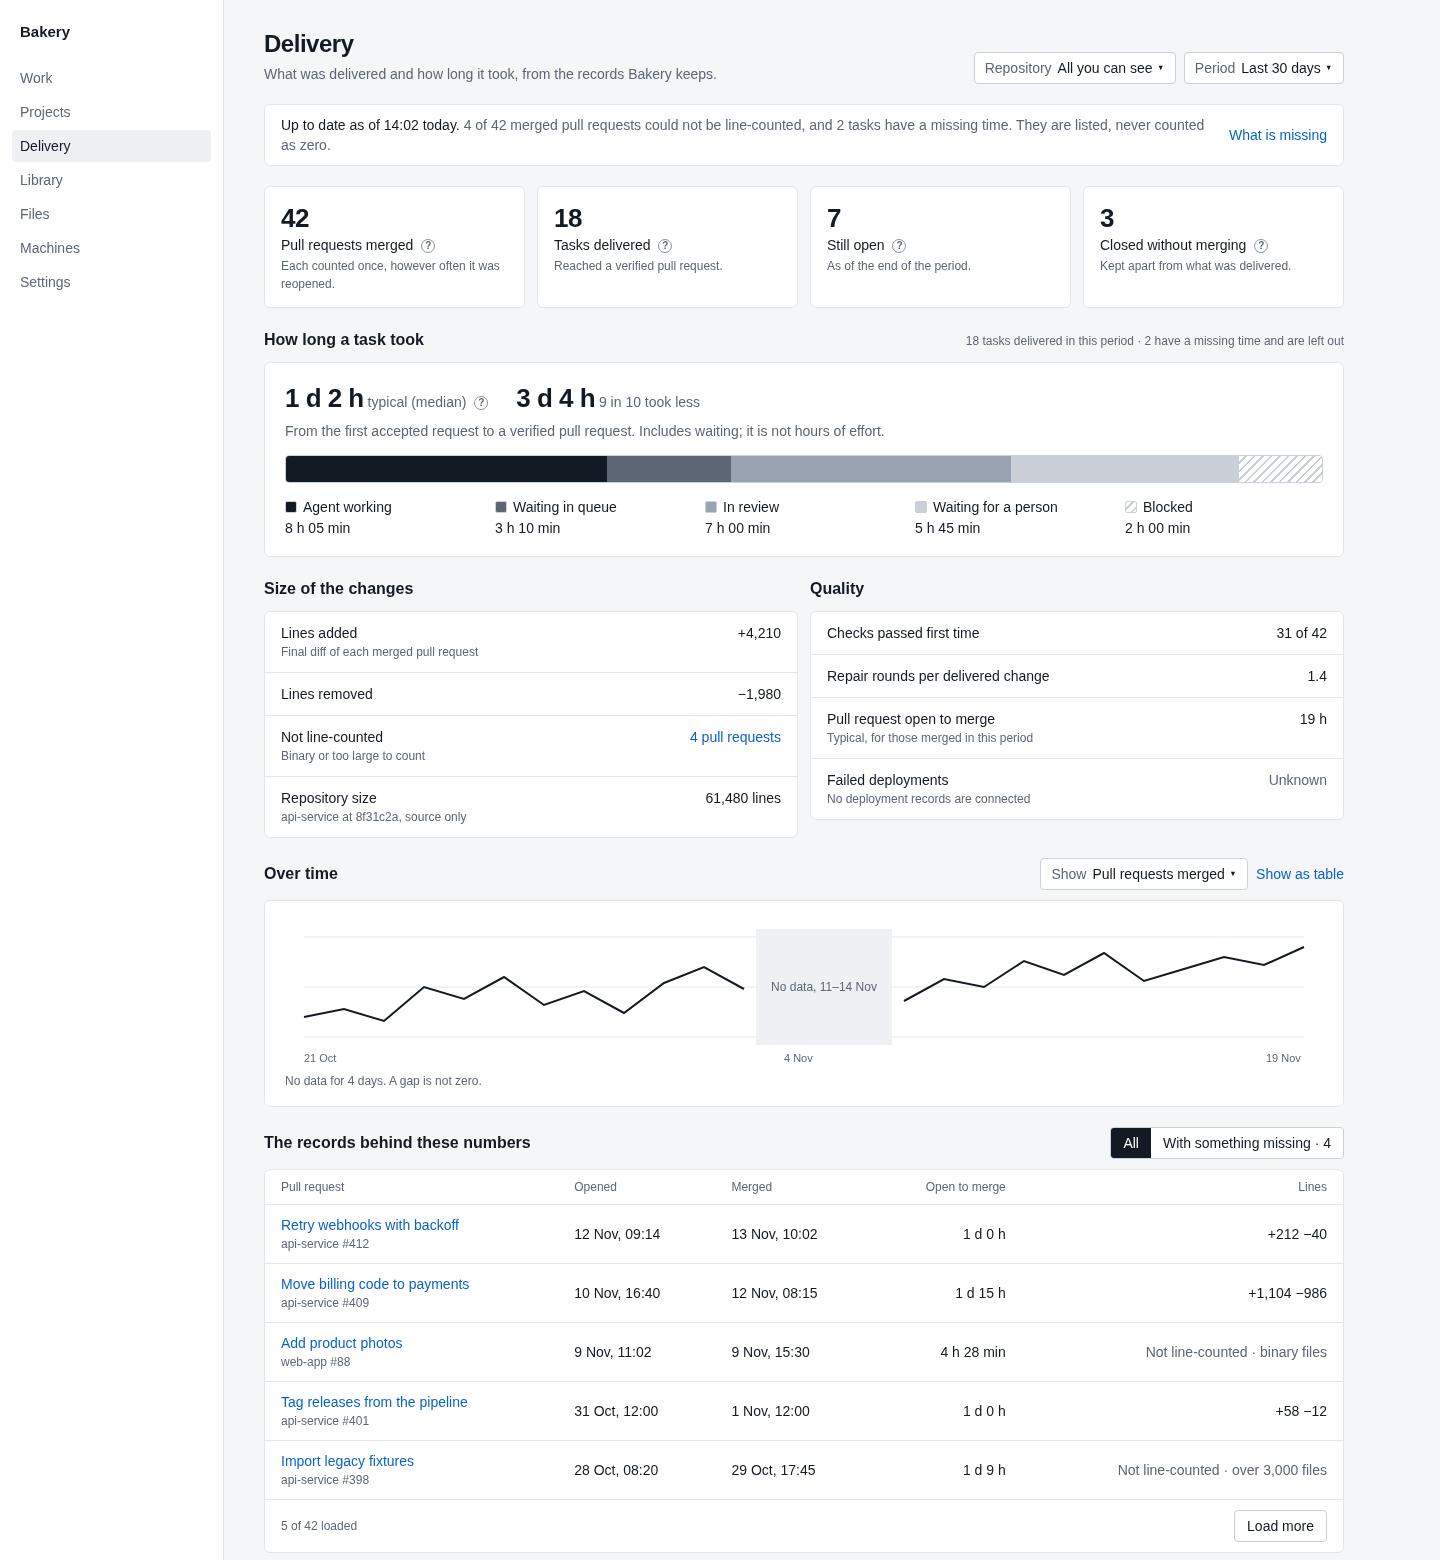 Bakery
Work
Projects
Delivery
Library
Files
Machines
Settings
Delivery
What was delivered and how long it took, from the records Bakery keeps.
Repository All you can see ▾
Period Last 30 days ▾
Up to date as of 14:02 today. 4 of 42 merged pull requests could not be line-counted, and 2 tasks have a missing time. They are listed, never counted
as zero.
What is missing
42
Pull requests merged ?
Each counted once, however often it was
reopened.
18
Tasks delivered ?
Reached a verified pull request.
7
Still open ?
As of the end of the period.
3
Closed without merging ?
Kept apart from what was delivered.
How long a task took
18 tasks delivered in this period · 2 have a missing time and are left out
1 d 2 h typical (median) ? 3 d 4 h 9 in 10 took less
From the first accepted request to a verified pull request. Includes waiting; it is not hours of effort.
Agent working
8 h 05 min
Waiting in queue
3 h 10 min
In review
7 h 00 min
Waiting for a person
5 h 45 min
Blocked
2 h 00 min
Size of the changes
Lines added +4,210
Final diff of each merged pull request
Lines removed −1,980
Not line-counted 4 pull requests
Binary or too large to count
Repository size 61,480 lines
api-service at 8f31c2a, source only
Quality
Checks passed first time 31 of 42
Repair rounds per delivered change 1.4
Pull request open to merge 19 h
Typical, for those merged in this period
Failed deployments Unknown
No deployment records are connected
Over time
Show Pull requests merged ▾
Show as table
No data, 11–14 Nov
21 Oct 4 Nov 19 Nov
No data for 4 days. A gap is not zero.
The records behind these numbers
All With something missing · 4
Pull request Opened Merged Open to merge Lines
Retry webhooks with backoff
api-service #412
12 Nov, 09:14 13 Nov, 10:02 1 d 0 h +212 −40
Move billing code to payments
api-service #409
10 Nov, 16:40 12 Nov, 08:15 1 d 15 h +1,104 −986
Add product photos
web-app #88
9 Nov, 11:02 9 Nov, 15:30 4 h 28 min Not line-counted · binary files
Tag releases from the pipeline
api-service #401
31 Oct, 12:00 1 Nov, 12:00 1 d 0 h +58 −12
Import legacy fixtures
api-service #398
28 Oct, 08:20 29 Oct, 17:45 1 d 9 h Not line-counted · over 3,000 files
5 of 42 loaded
Load more